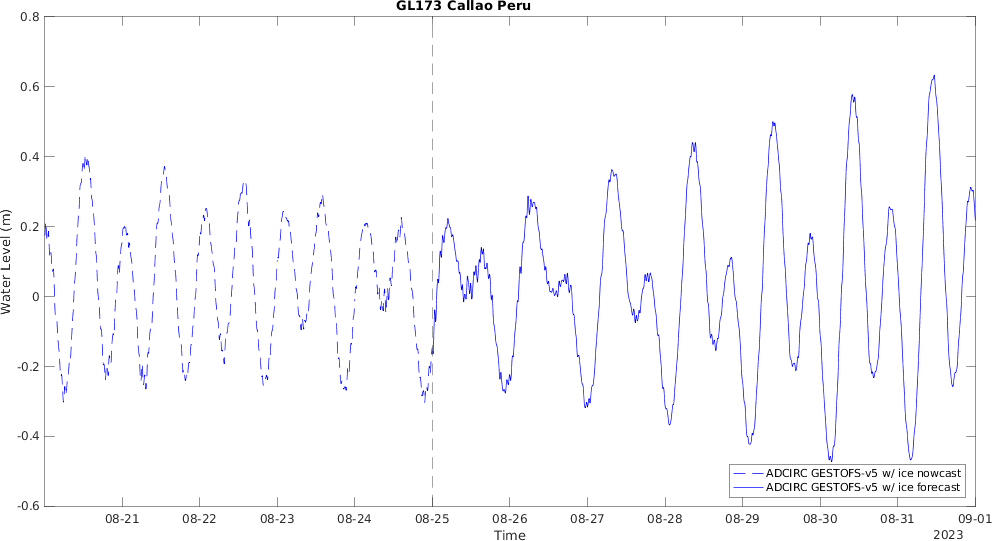 GL173 Callao Peru
Water Level (m)
0.8
0.6
0.4
0.2
0
-0.2
-0.4
-0.6
ADCIRC GESTOFS-v5 w/ ice nowcast
ADCIRC GESTOFS-v5 w/ ice forecast
08-21 08-22 08-23 08-24 08-25 08-26 08-27 08-28 08-29 08-30 08-31 09-01
Time
2023